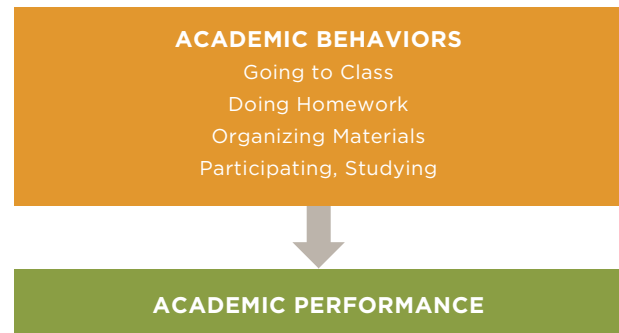 ACADEMIC BEHAVIORS
Going to Class
Doing Homework
Organizing Materials
Participating, Studying
ACADEMIC PERFORMANCE